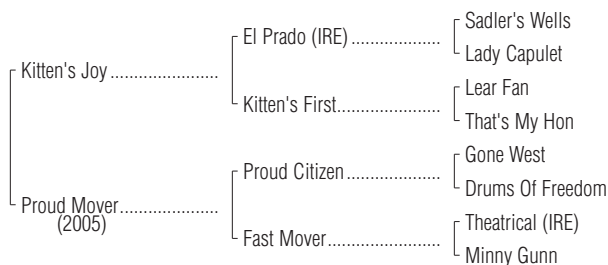 Sadler's Wells
El Prado (IRE)
Lady Capulet
Kitten's Joy
Lear Fan
Kitten's First
That's My Hon
Gone West
Proud Citizen
Drums Of Freedom
Proud Mover
(2005)
Theatrical (IRE)
Fast Mover
Minny Gunn